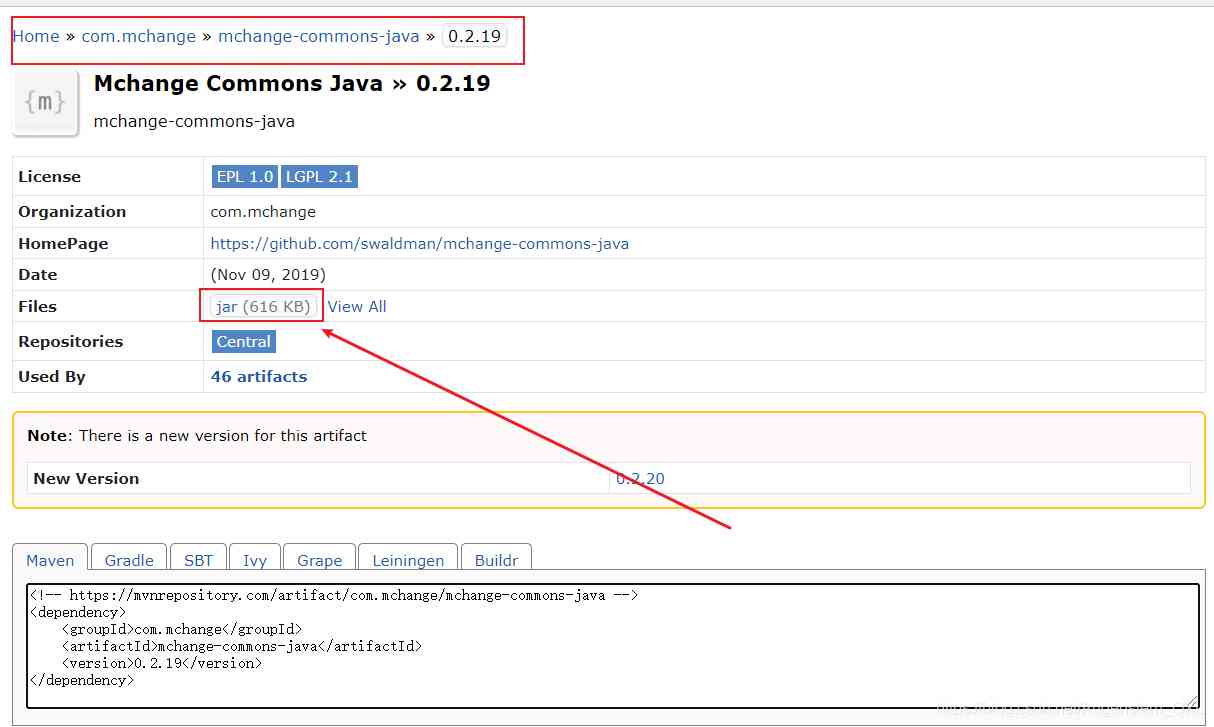 Home » com.mchange » mchange-commons-java » 0.2.19
{m}
Mchange Commons Java » 0.2.19
mchange-commons-java
License EPL 1.0 LGPL 2.1
Organization com.mchange
HomePage https://github.com/swaldman/mchange-commons-java
Date (Nov 09, 2019)
Files jar (616 KB) View All
Repositories Central
Used By 46 artifacts
Note: There is a new version for this artifact
New Version 0.2.20
Maven Gradle SBT Ivy Grape Leiningen Buildr
<!-- https://mvnrepository.com/artifact/com.mchange/mchange-commons-java -->
<dependency>
    <groupId>com.mchange</groupId>
    <artifactId>mchange-commons-java</artifactId>
    <version>0.2.19</version>
</dependency>